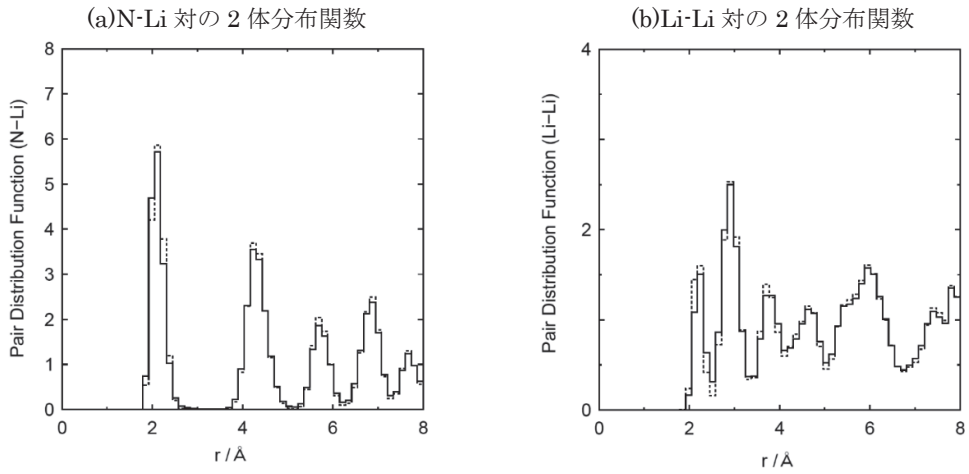 (a)N-Li 対の 2 体分布関数
Pair Distribution Function (N−Li)
8
7
6
5
4
3
2
1
0
0 2 4 6 8
r / Å
(b)Li-Li 対の 2 体分布関数
Pair Distribution Function (Li−Li)
4
2
0
0 2 4 6 8
r / Å